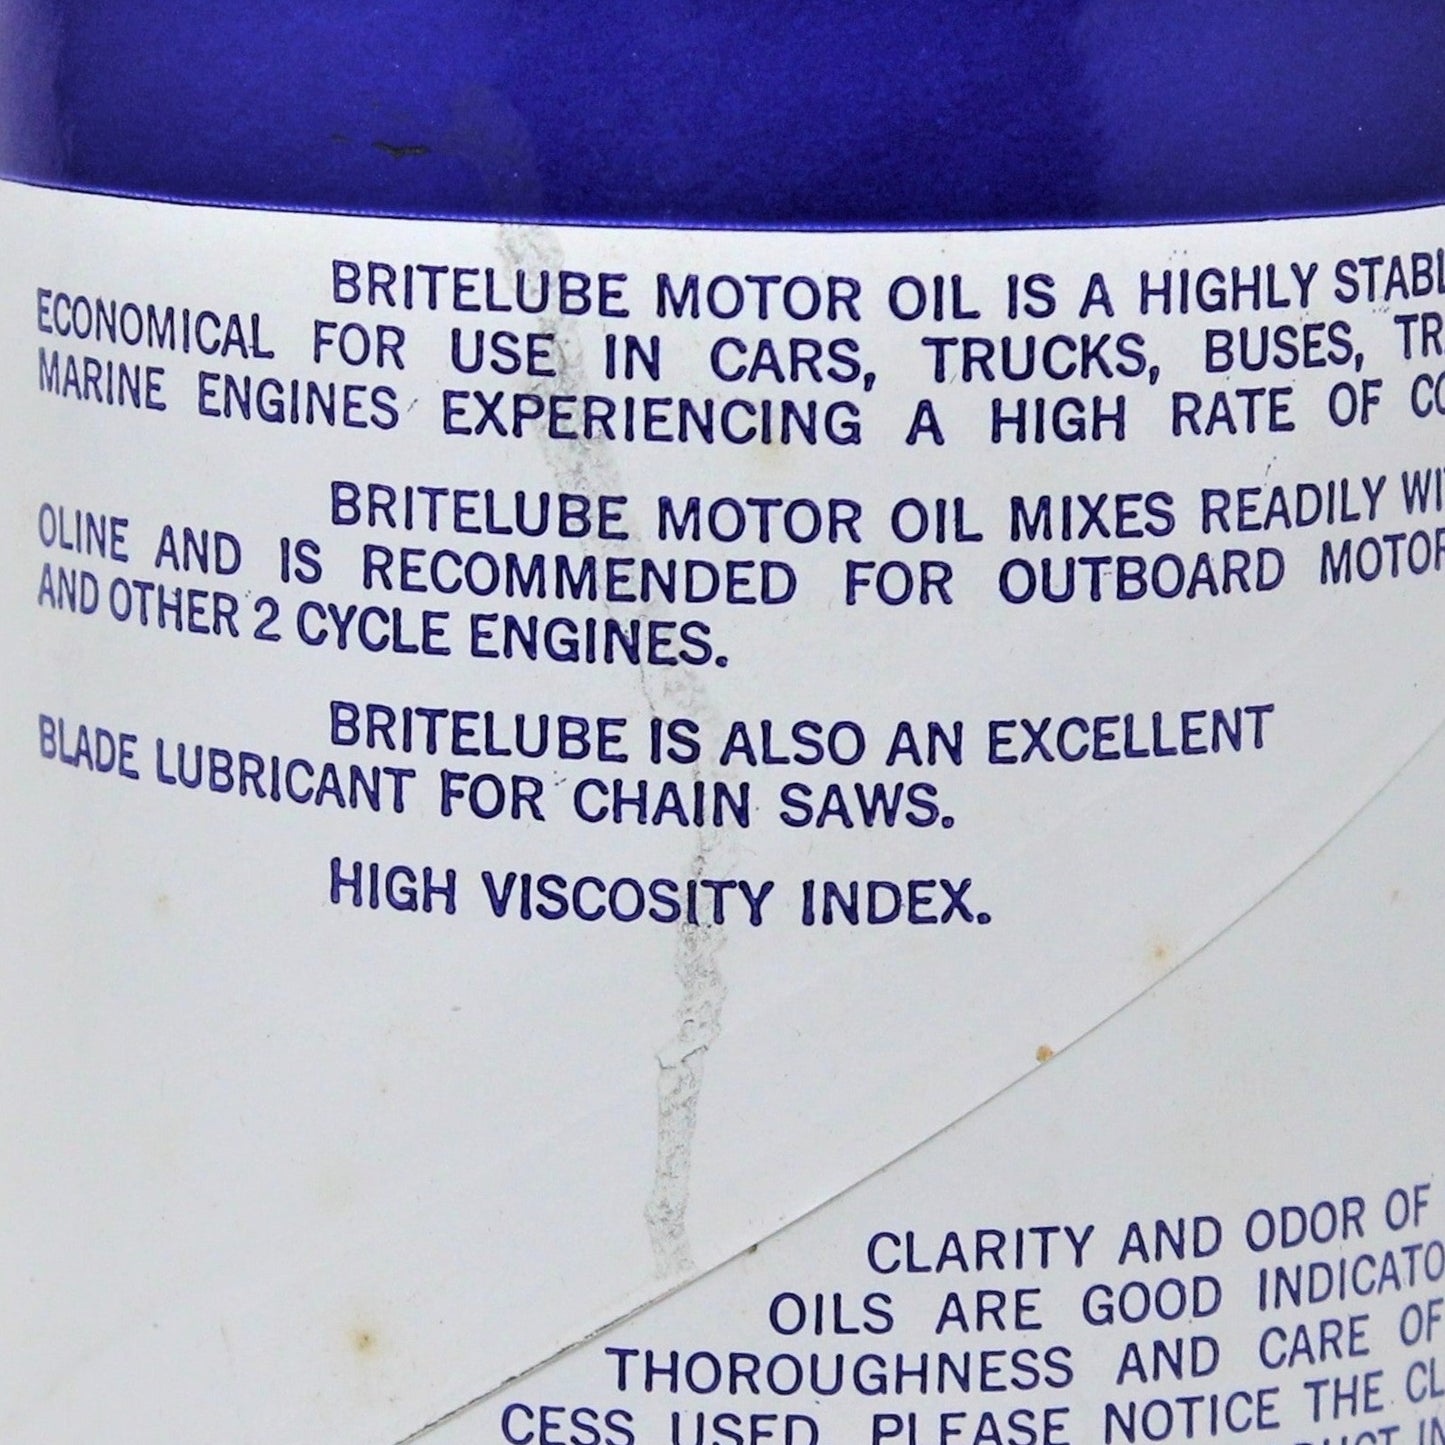 BRITELUBE MOTOR OIL IS A HIGHLY
ECONOMICAL FOR USE IN CARS, TRUCKS, BUSES,
MARINE ENGINES EXPERIENCING A HIGH RATE OF
BRITELUBE MOTOR OIL MIXES READILY
OLINE AND IS RECOMMENDED FOR OUTBOARD
AND OTHER 2 CYCLE ENGINES.
BRITELUBE IS ALSO AN EXCELLENT
BLADE LUBRICANT FOR CHAIN SAWS.
HIGH VISCOSITY INDEX.
CLARITY AND ODOR OF
OILS ARE GOOD
THOROUGHNESS AND CARE OF
CESS USED. PLEASE NOTICE THE